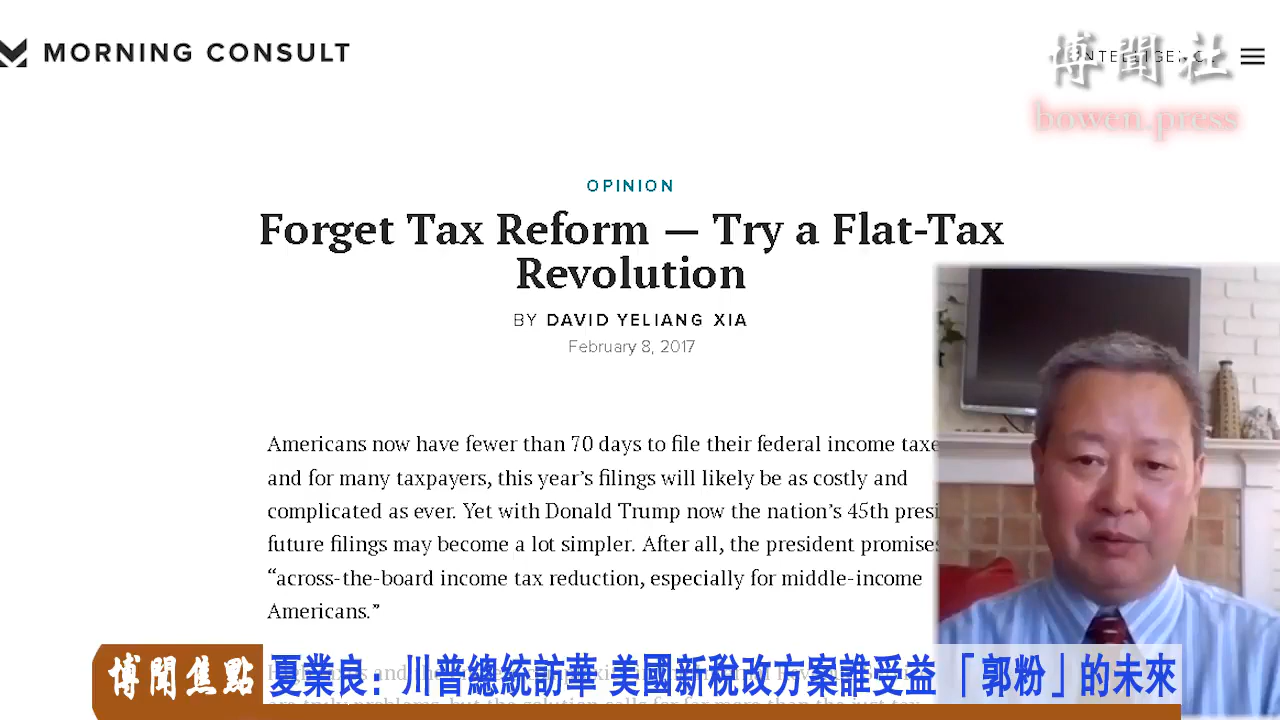 MORNING CONSULT
博聞社
bowen.press
OPINION
Forget Tax Reform — Try a Flat-Tax
Revolution
BY DAVID YELIANG XIA
February 8, 2017
Americans now have fewer than 70 days to file their federal income taxe
and for many taxpayers, this year’s filings will likely be as costly and
complicated as ever. Yet with Donald Trump now the nation’s 45th presi
future filings may become a lot simpler. After all, the president promises
“across-the-board income tax reduction, especially for middle-income
Americans.”
博聞焦點
夏業良：川普總統訪華 美國新稅改方案誰受益 「郭粉」的未來